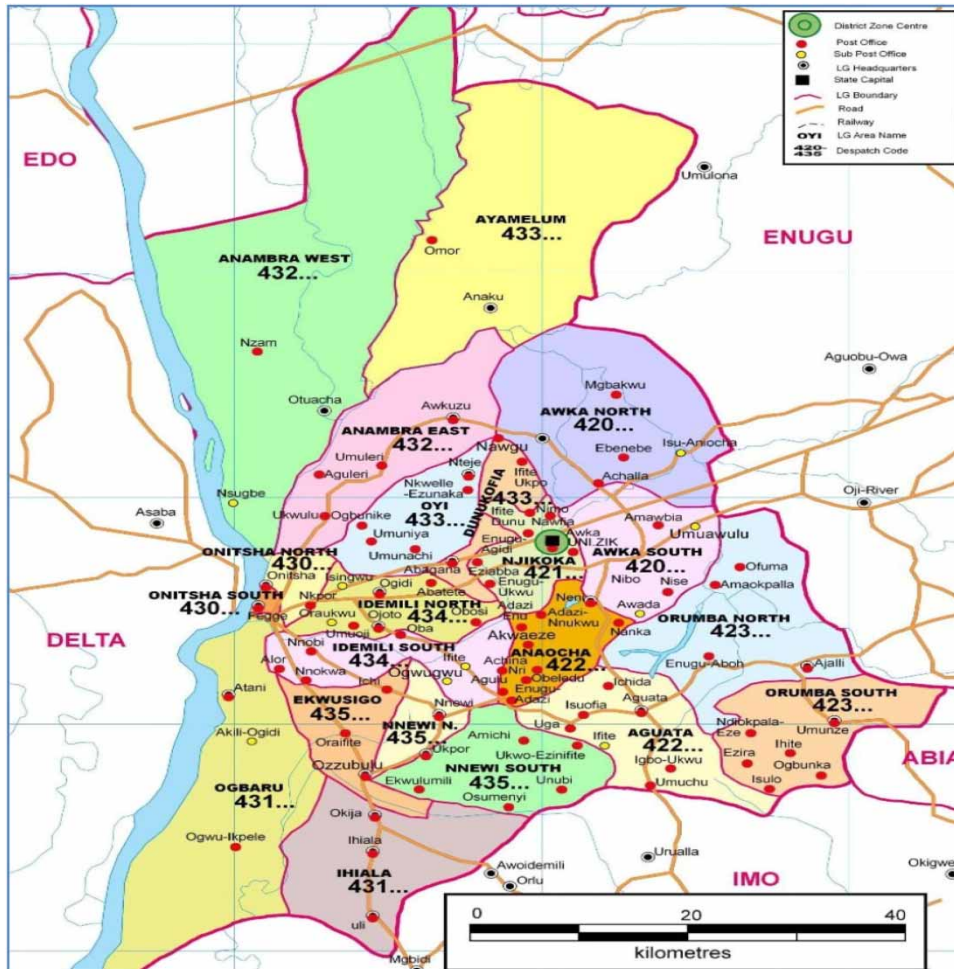 District Zone Centre
Post Office
Sub Post Office
LG Headquarters
State Capital
LG Boundary
Road
Railway
OYI LG Area Name
420-
435 Despatch Code
EDO
Umulona
AYAMELUM
433...
Omor
ENUGU
ANAMBRA WEST
432...
Anaku
Nzam
Aguobu-Owa
Otuacha
Mgbakwu
Awkuzu
AWKA NORTH
420...
ANAMBRA EAST
432...
Nawgu
Isu-Aniocha
Ebenebe
Umuleri
Nteje
Ifite
Ukpo
Aguleri
Nkwelle
-Ezunaka
Achalla
DUNUKOFIA
433...
Nsugbe
OYI
433...
Oji-River
Asaba
Ukwulu
Ogbunike
Ifite
Dunu
Nimo
Nawfia
Amawbia
Umuawulu
Umuniya
Enugu-
Agidi
Awka
UNI.ZIK
Umunachi
AWKA SOUTH
420...
ONITSHA NORTH
430...
Abagana
Eziabba
NJIKOKA
421...
Ofuma
Onitsha
Isingwu
Ogidi
Abatete
Enugu-
Ukwu
Nibo
Nise
Amaokpalla
ONITSHA SOUTH
430...
Fegge
Nkpor
Oraukwu
IDEMILI NORTH
434...
Adazi
Enu
Neni
Adazi-
Nnukwu
Awada
ORUMBA NORTH
423...
Ojoto
Obosi
Umuoji
Oba
Nanka
DELTA
Nnobi
IDEMILI SOUTH
434...
Akwaeze
ANAOCHA
422...
Enugu-Aboh
Ajalli
Alor
Nnokwa
Ichi
Ifite
Ogwugwu
Achina
Nri
Agulu
Obeledu
Enugu-
Adazi
Ichida
Atani
EKWUSIGO
435...
Nnewi
Isuofia
Aguata
ORUMBA SOUTH
423...
NNEWI N.
435...
Uga
Ndiokpala-
Eze
Umunze
Akili-Ogidi
Oraifite
Amichi
Ifite
AGUATA
422...
Ukpor
Ukwo-Ezinifite
Ezira
Ihite
ABIA
Ozzubulu
NNEWI SOUTH
435...
Igbo-Ukwu
Ogbunka
OGBARU
431...
Ekwulumili
Unubi
Umuchu
Isulo
Osumenyi
Okija
Ogwu-Ikpele
Ihiala
Urualla
Awoidemili
Okigwe
IHIALA
431...
Orlu
IMO
uli
0 20 40
kilometres
Mgbidi